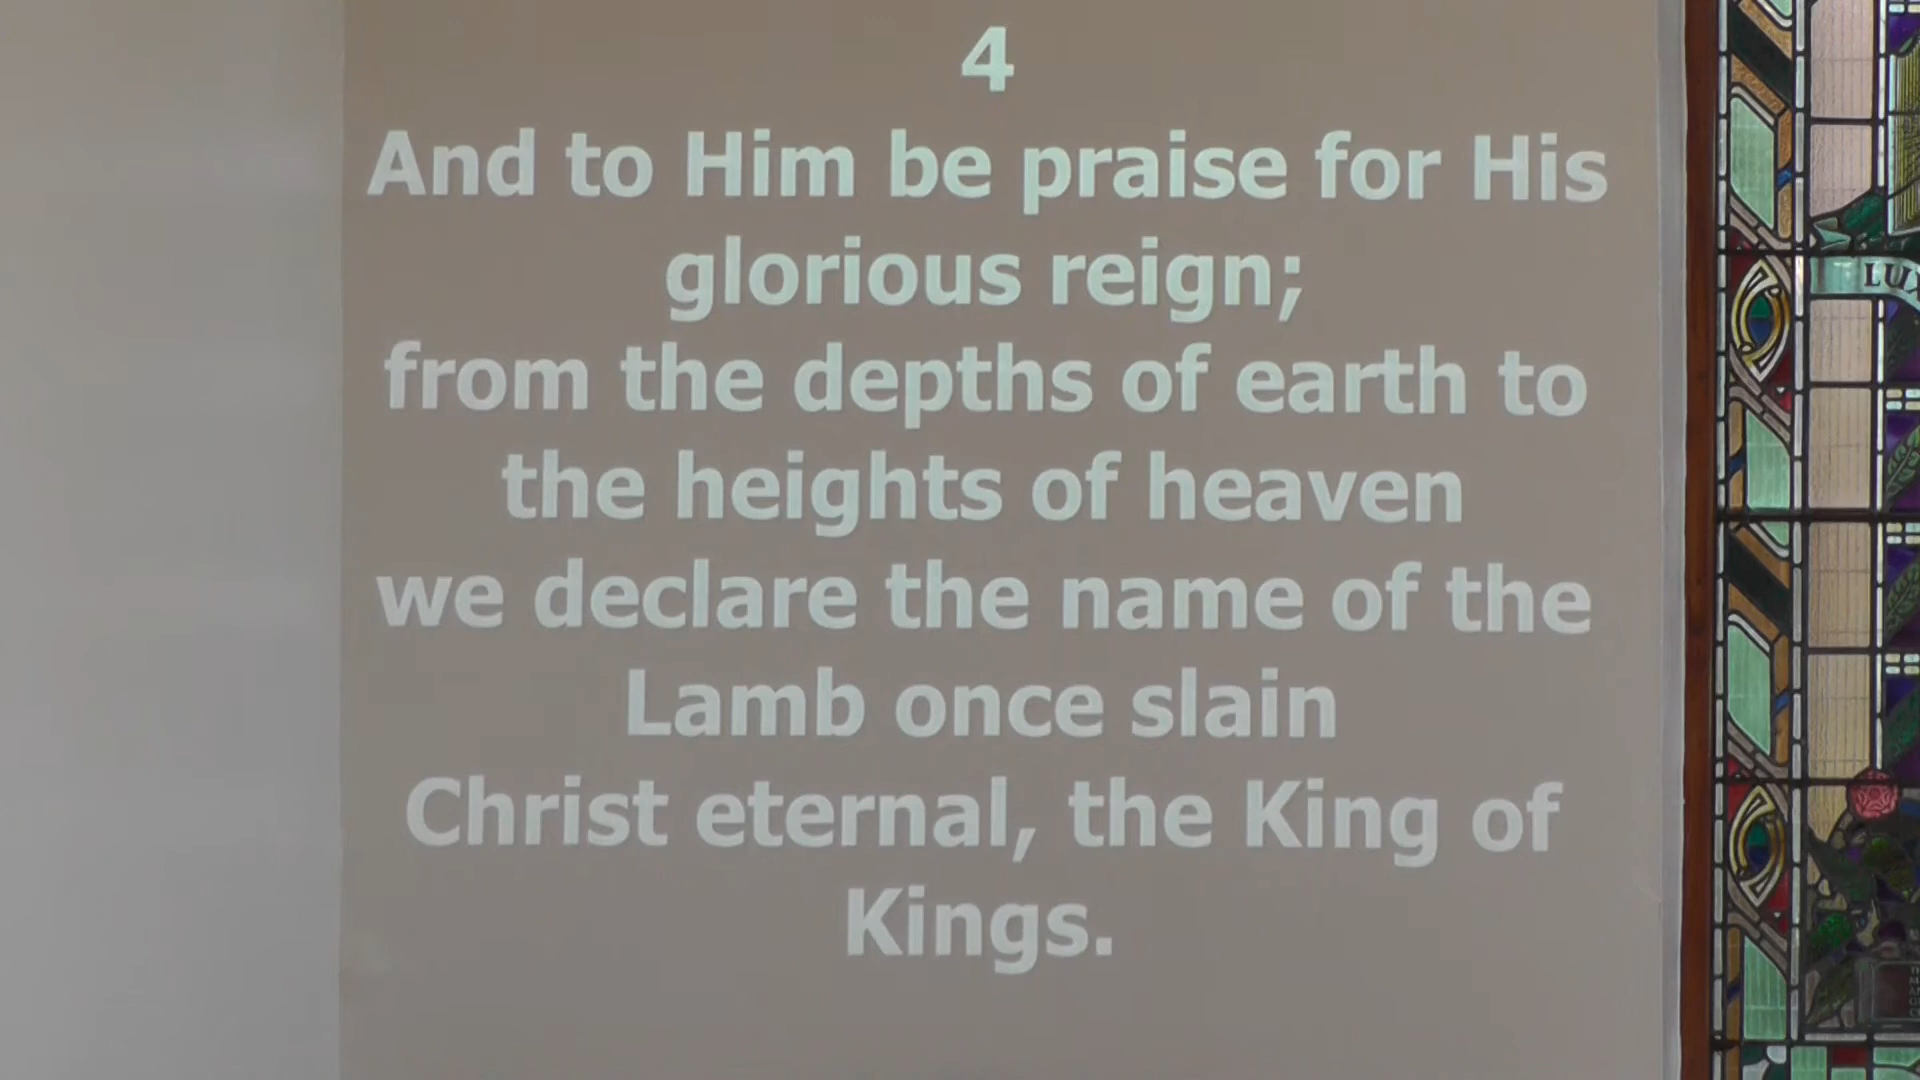 4
And to Him be praise for His
glorious reign;
from the depths of earth to
the heights of heaven
we declare the name of the
Lamb once slain
Christ eternal, the King of
Kings.
LUX